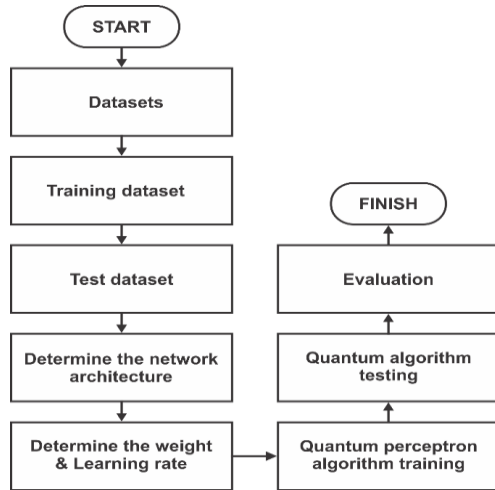 START
Datasets
Training dataset
Test dataset
Determine the network
architecture
Determine the weight
& Learning rate
Quantum perceptron
algorithm training
Quantum algorithm
testing
Evaluation
FINISH